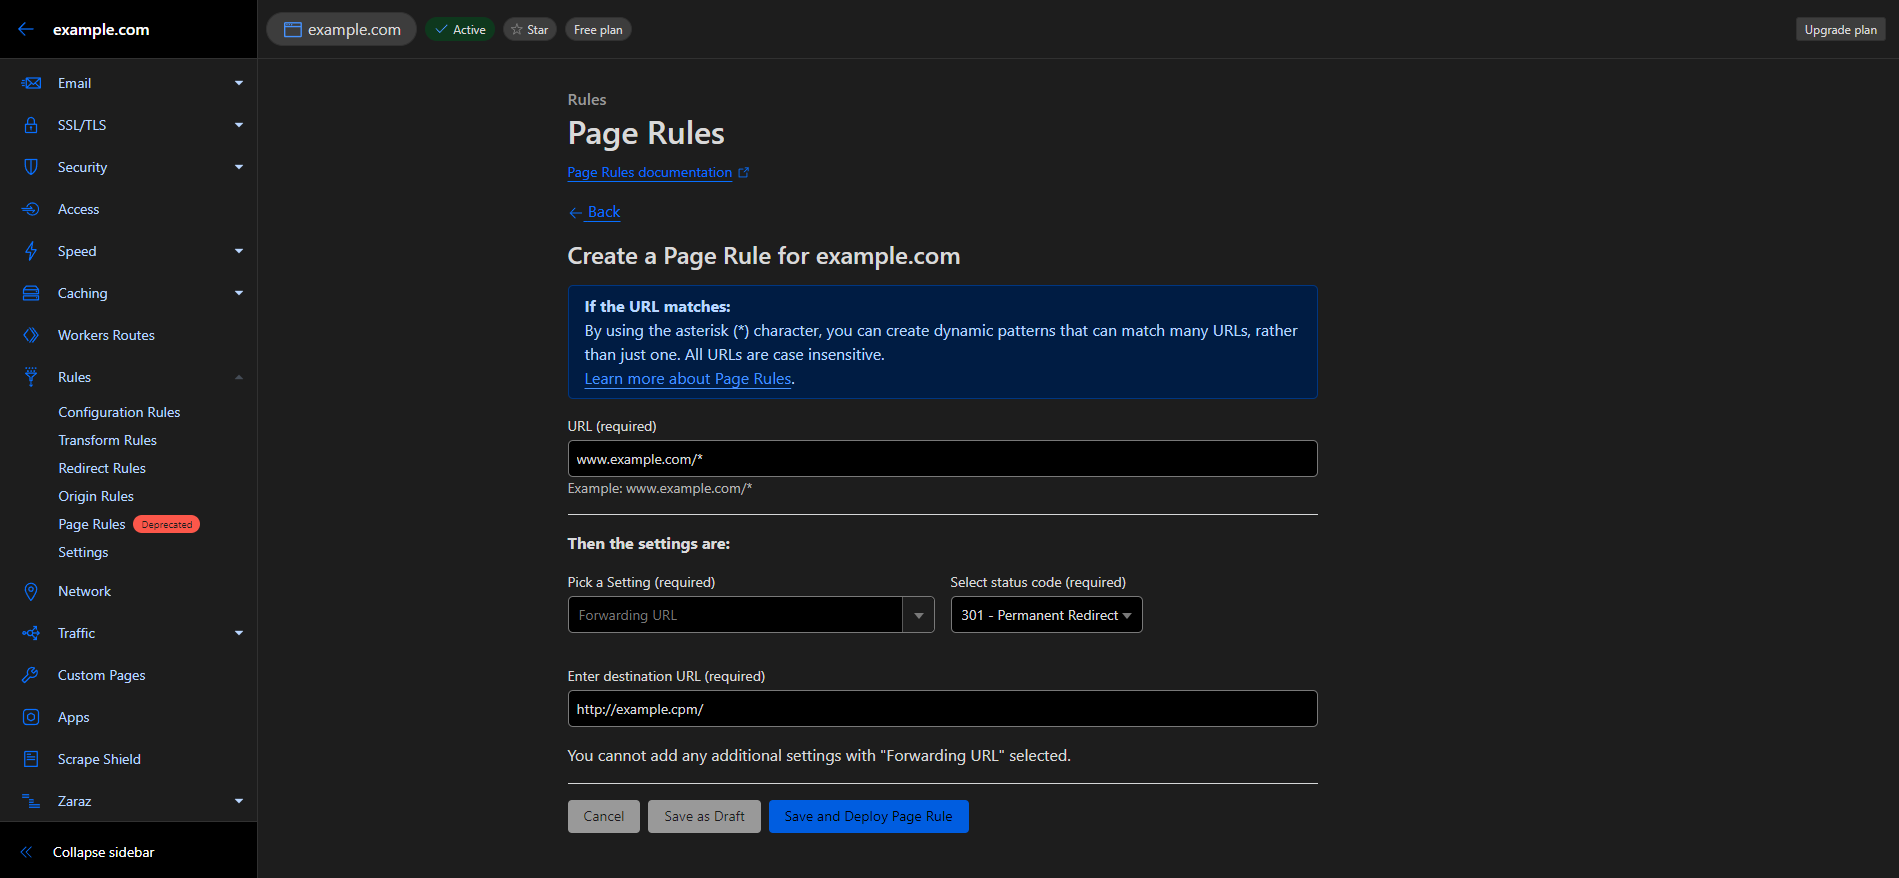 example.com
Email
SSL/TLS
Security
Access
Speed
Caching
Workers Routes
Rules
Configuration Rules
Transform Rules
Redirect Rules
Origin Rules
Page Rules Deprecated
Settings
Network
Traffic
Custom Pages
Apps
Scrape Shield
Zaraz
Collapse sidebar
example.com Active Star Free plan Upgrade plan
Rules
Page Rules
Page Rules documentation
Back
Create a Page Rule for example.com
If the URL matches:
By using the asterisk (*) character, you can create dynamic patterns that can match many URLs, rather
than just one. All URLs are case insensitive.
Learn more about Page Rules.
URL (required)
www.example.com/*
Example: www.example.com/*
Then the settings are:
Pick a Setting (required) Select status code (required)
Forwarding URL 301 - Permanent Redirect
Enter destination URL (required)
http://example.cpm/
You cannot add any additional settings with "Forwarding URL" selected.
Cancel Save as Draft Save and Deploy Page Rule